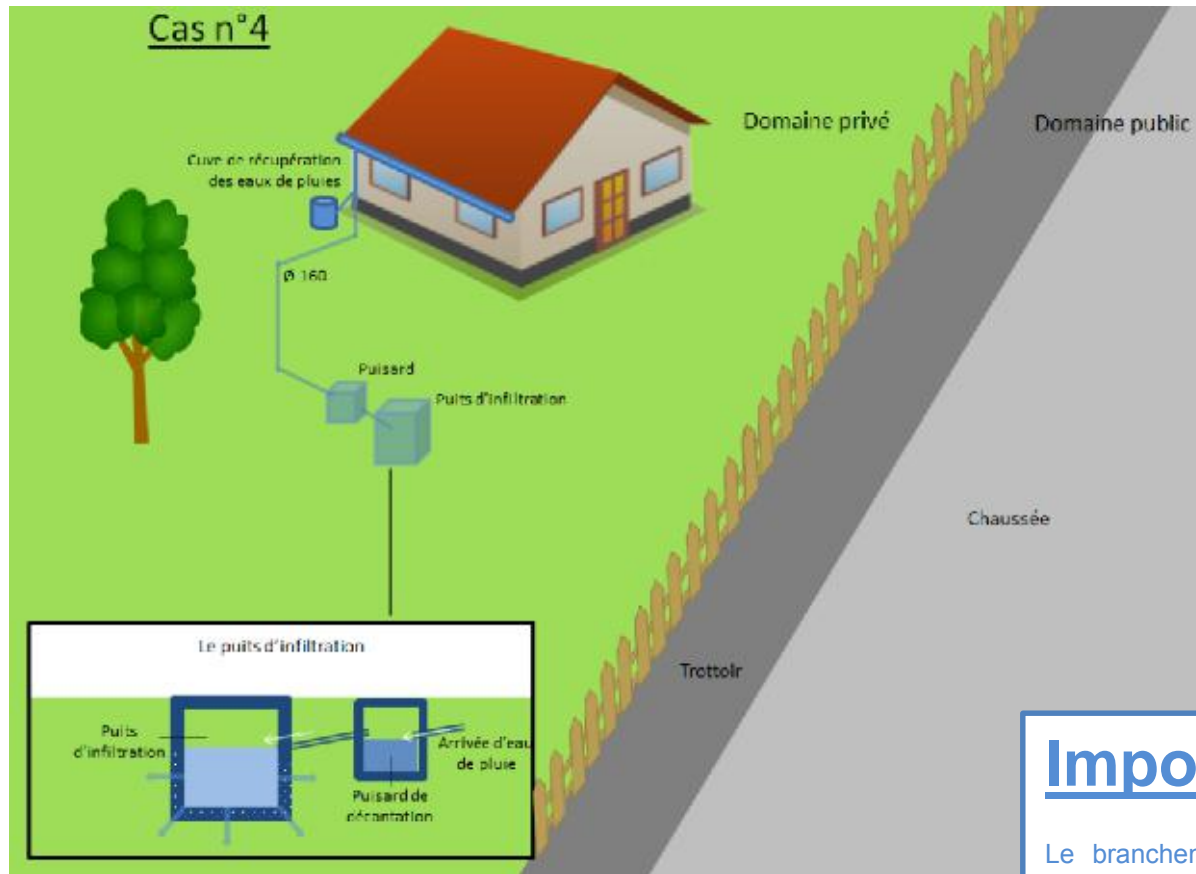 Cas n°4
Domaine privé
Domaine public
Cuve de récupération
des eaux de pluies
Ø 160
Puisard
Puits d'infiltration
Chaussée
Trottoir
Le puits d'infiltration
Puits
d'infiltration
Arrivée d'eau
de pluie
Puisard de
décantation
Impo
Le brancher